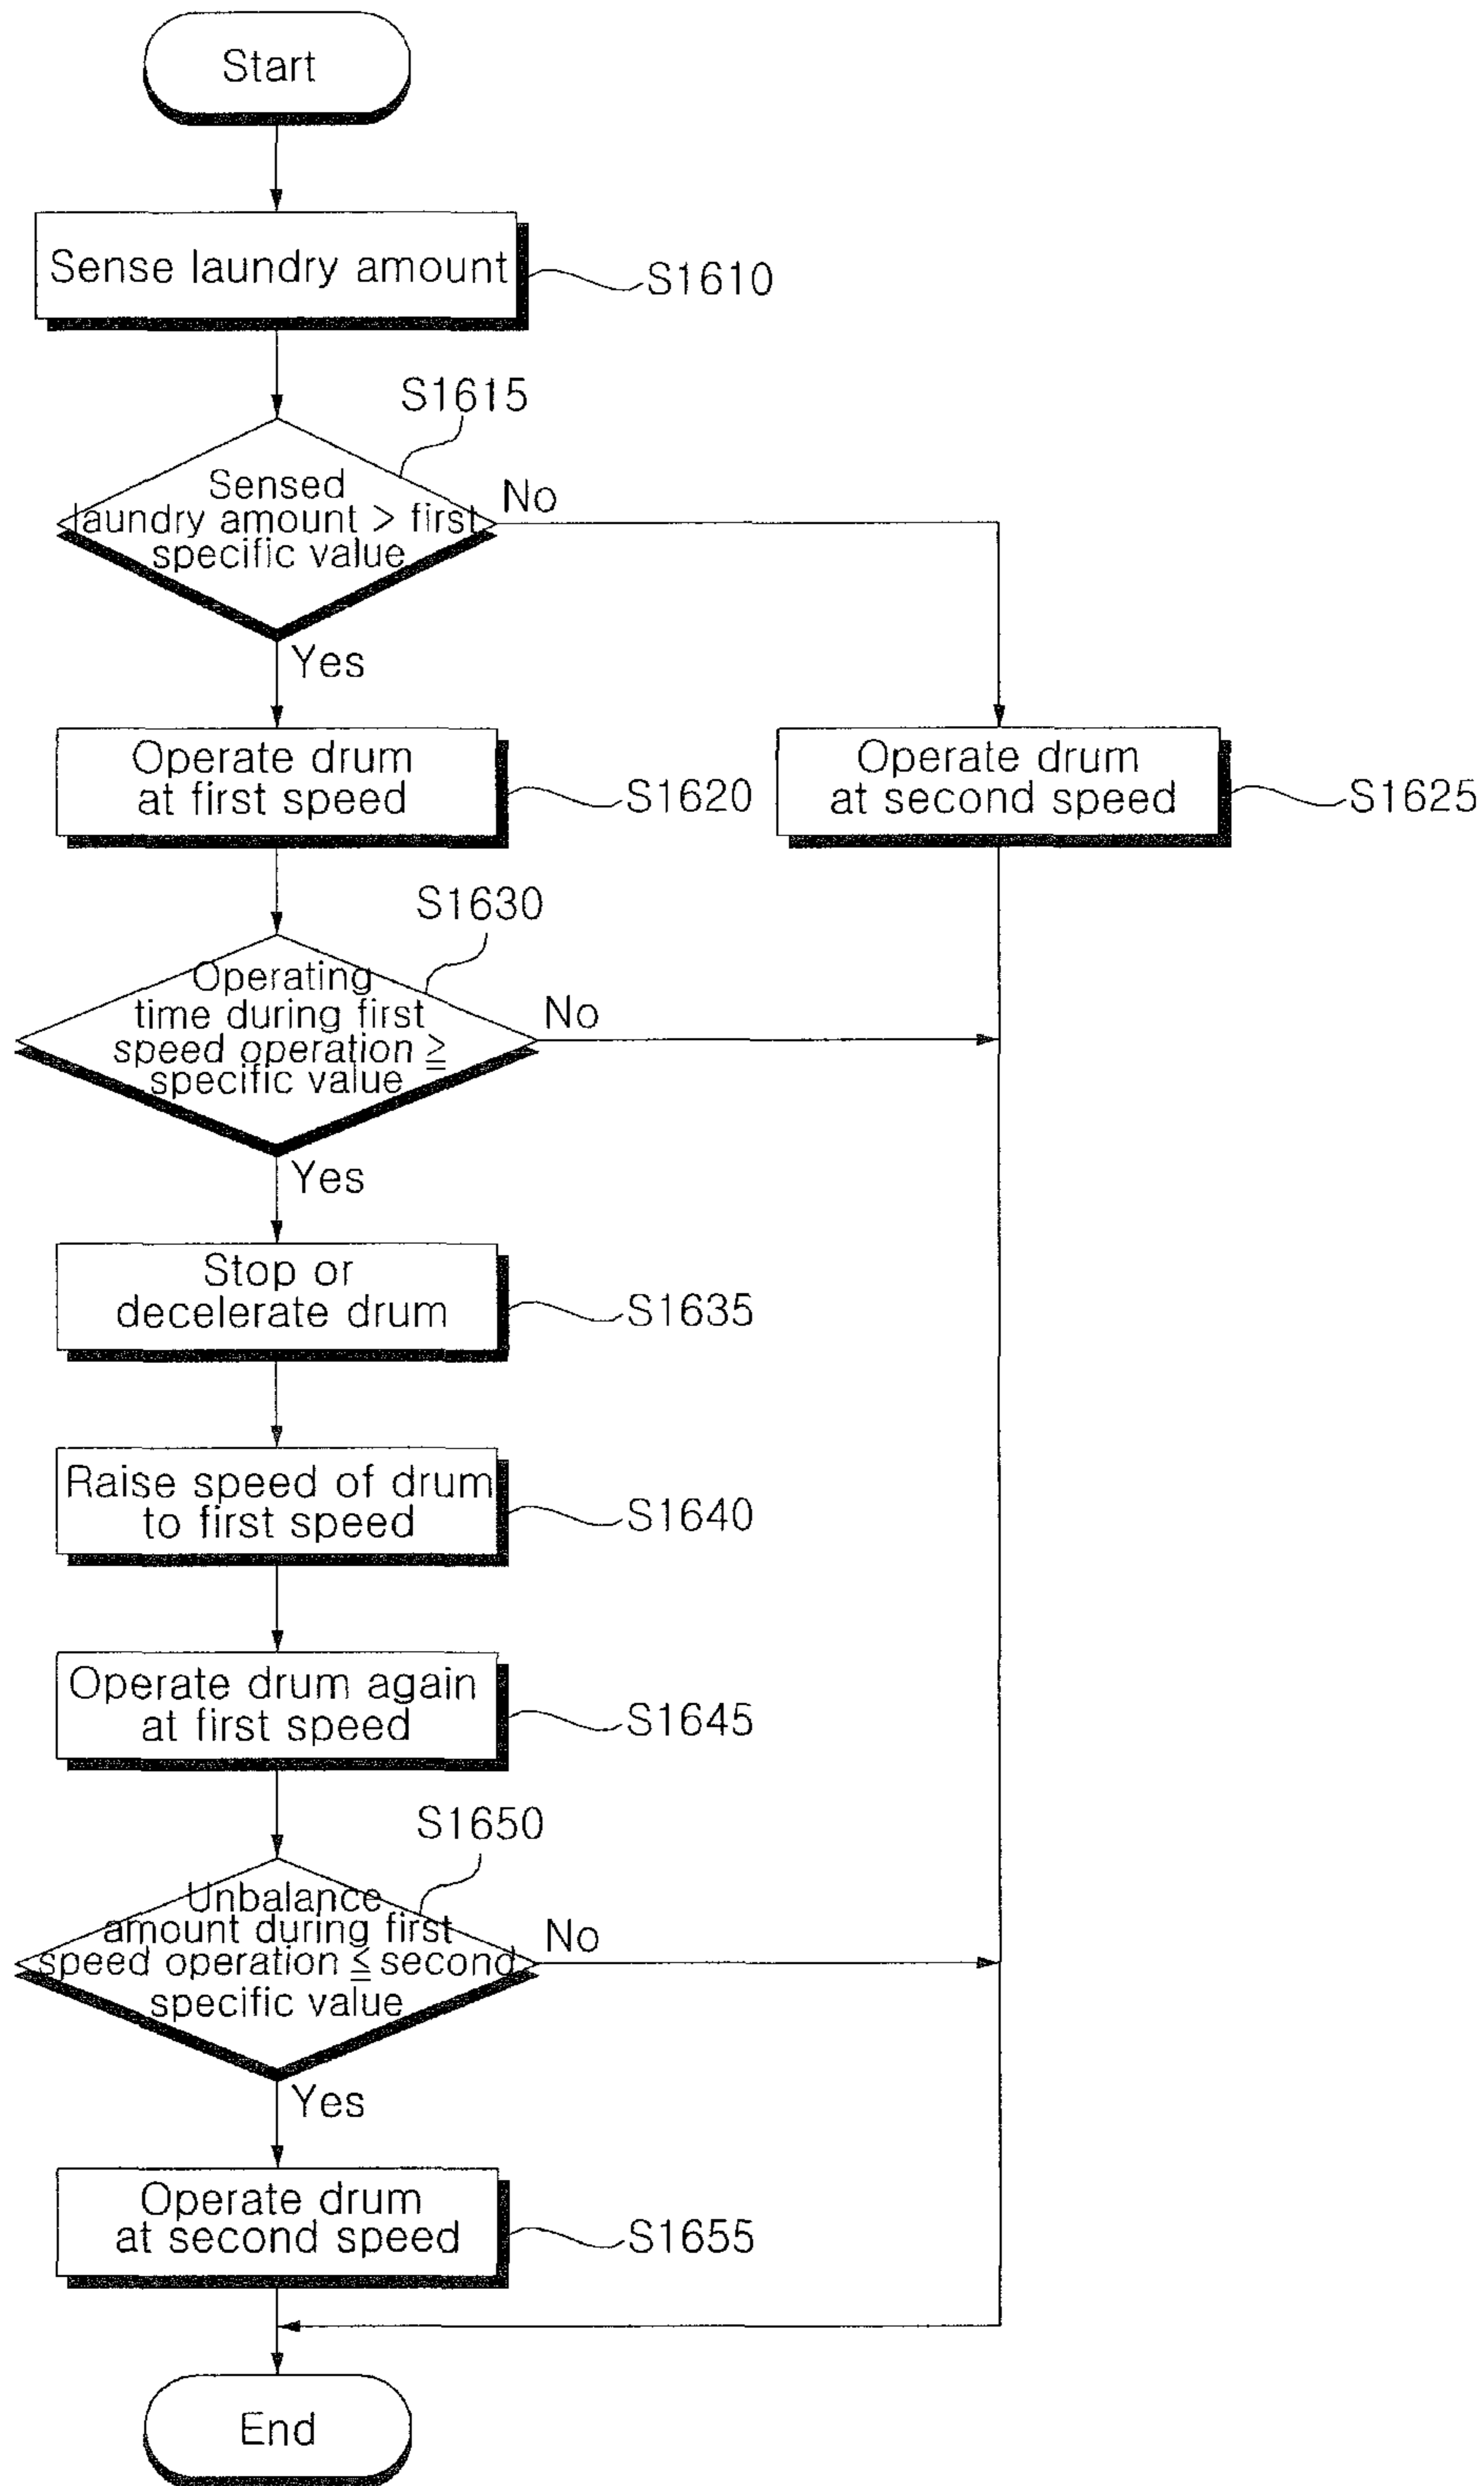 Start
Sense laundry amount
S1610
S1615
Sensed
laundry amount > first
specific value
No
Yes
Operate drum
at first speed
S1620
Operate drum
at second speed
S1625
S1630
Operating
time during first
speed operation ≧
specific value
No
Yes
Stop or
decelerate drum
S1635
Raise speed of drum
to first speed
S1640
Operate drum again
at first speed
S1645
S1650
Unbalance
amount during first
speed operation ≦ second
specific value
No
Yes
Operate drum
at second speed
S1655
End